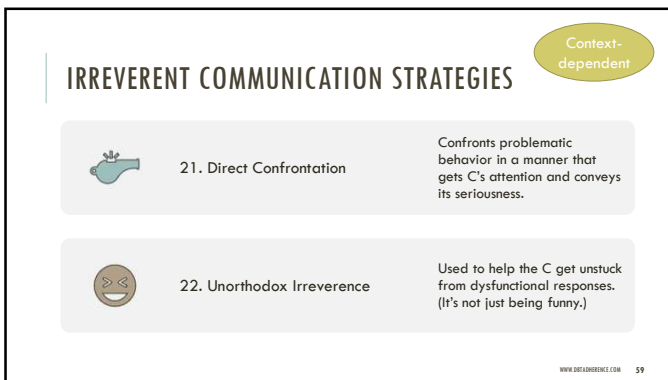 Context-
dependent
IRREVERENT COMMUNICATION STRATEGIES
21. Direct Confrontation
Confronts problematic
behavior in a manner that
gets C's attention and conveys
its seriousness.
22. Unorthodox Irreverence
Used to help the C get unstuck
from dysfunctional responses.
(It's not just being funny.)
WWW.DBTADHERENCE.COM 59